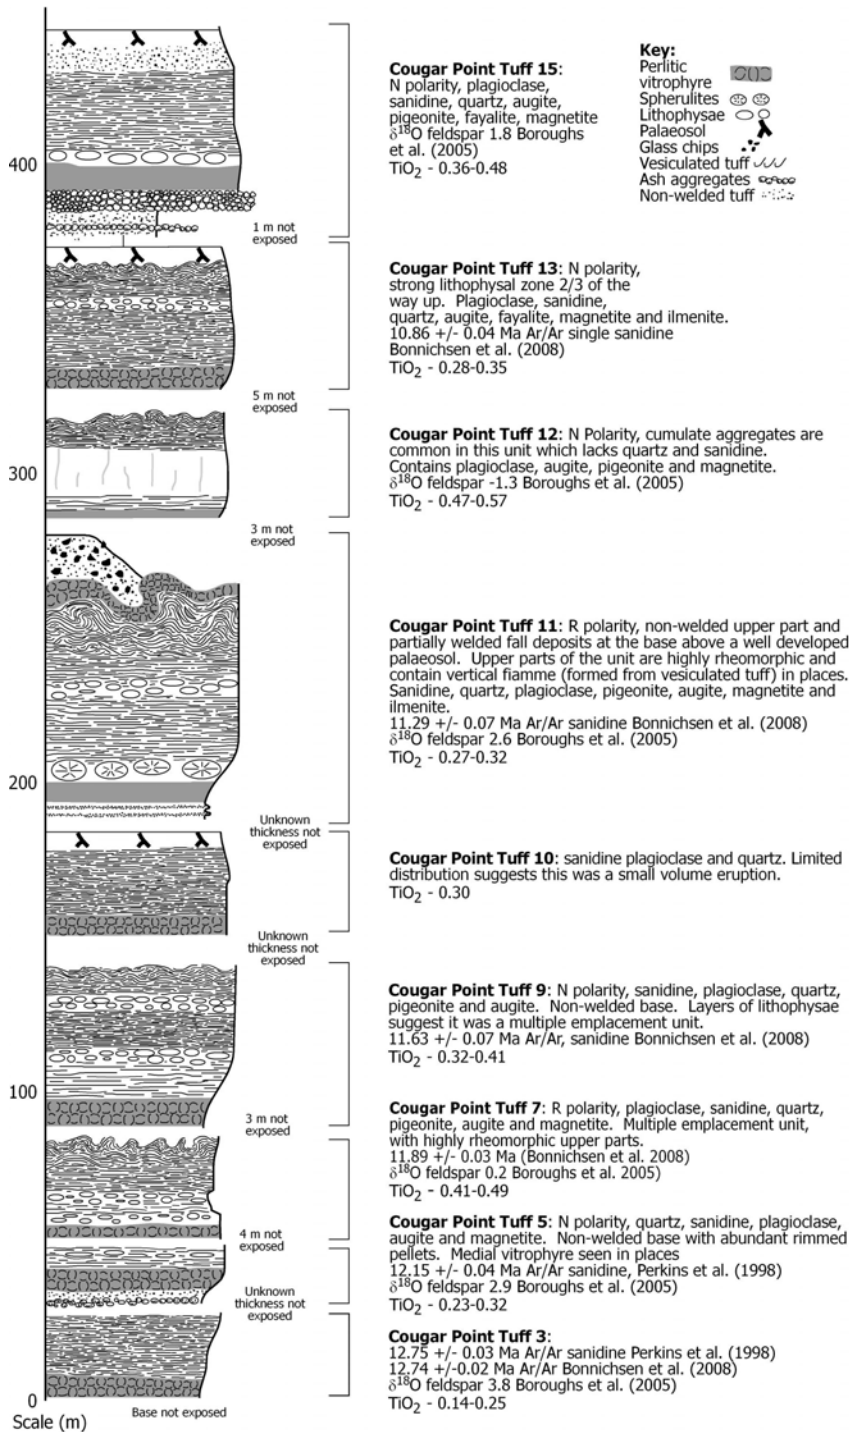 Key:
Perlitic
vitrophyre
Spherulites
Lithophysae
Palaeosol
Glass chips
Vesiculated tuff
Ash aggregates
Non-welded tuff
Cougar Point Tuff 15:
N polarity, plagioclase,
sanidine, quartz, augite,
pigeonite, fayalite, magnetite
δ¹⁸O feldspar 1.8 Boroughs
et al. (2005)
TiO₂ - 0.36-0.48
400
1 m not
exposed
Cougar Point Tuff 13: N polarity,
strong lithophysal zone 2/3 of the
way up. Plagioclase, sanidine,
quartz, augite, fayalite, magnetite and ilmenite.
10.86 +/- 0.04 Ma Ar/Ar single sanidine
Bonnichsen et al. (2008)
TiO₂ - 0.28-0.35
5 m not
exposed
Cougar Point Tuff 12: N Polarity, cumulate aggregates are
common in this unit which lacks quartz and sanidine.
Contains plagioclase, augite, pigeonite and magnetite.
δ¹⁸O feldspar -1.3 Boroughs et al. (2005)
TiO₂ - 0.47-0.57
300
3 m not
exposed
Cougar Point Tuff 11: R polarity, non-welded upper part and
partially welded fall deposits at the base above a well developed
palaeosol. Upper parts of the unit are highly rheomorphic and
contain vertical fiamme (formed from vesiculated tuff) in places.
Sanidine, quartz, plagioclase, pigeonite, augite, magnetite and
ilmenite.
11.29 +/- 0.07 Ma Ar/Ar sanidine Bonnichsen et al. (2008)
δ¹⁸O feldspar 2.6 Boroughs et al. (2005)
TiO₂ - 0.27-0.32
200
Unknown
thickness not
exposed
Cougar Point Tuff 10: sanidine plagioclase and quartz. Limited
distribution suggests this was a small volume eruption.
TiO₂ - 0.30
Unknown
thickness not
exposed
Cougar Point Tuff 9: N polarity, sanidine, plagioclase, quartz,
pigeonite and augite. Non-welded base. Layers of lithophysae
suggest it was a multiple emplacement unit.
11.63 +/- 0.07 Ma Ar/Ar, sanidine Bonnichsen et al. (2008)
TiO₂ - 0.32-0.41
100
3 m not
exposed
Cougar Point Tuff 7: R polarity, plagioclase, sanidine, quartz,
pigeonite, augite and magnetite. Multiple emplacement unit,
with highly rheomorphic upper parts.
11.89 +/- 0.03 Ma (Bonnichsen et al. 2008)
δ¹⁸O feldspar 0.2 Boroughs et al. 2005)
TiO₂ - 0.41-0.49
4 m not
exposed
Cougar Point Tuff 5: N polarity, quartz, sanidine, plagioclase,
augite and magnetite. Non-welded base with abundant rimmed
pellets. Medial vitrophyre seen in places
12.15 +/- 0.04 Ma Ar/Ar sanidine, Perkins et al. (1998)
δ¹⁸O feldspar 2.9 Boroughs et al. (2005)
TiO₂ - 0.23-0.32
Unknown
thickness not
exposed
Cougar Point Tuff 3:
12.75 +/- 0.03 Ma Ar/Ar sanidine Perkins et al. (1998)
12.74 +/-0.02 Ma Ar/Ar Bonnichsen et al. (2008)
δ¹⁸O feldspar 3.8 Boroughs et al. (2005)
TiO₂ - 0.14-0.25
0
Base not exposed
Scale (m)